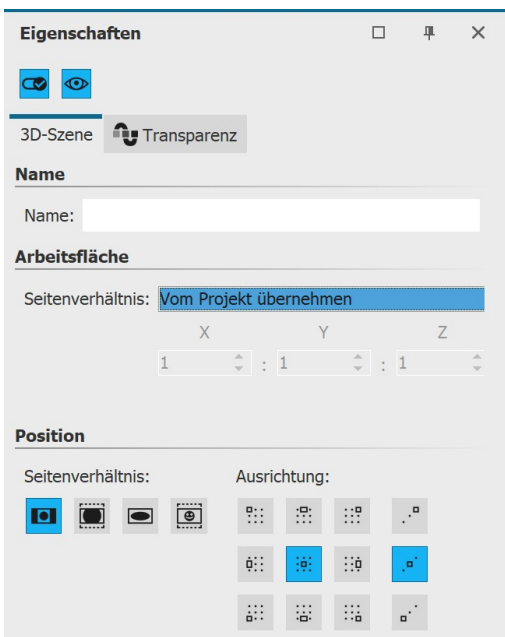 Eigenschaften
3D-Szene Transparenz
Name
Name:
Arbeitsfläche
Seitenverhältnis: Vom Projekt übernehmen
X Y Z
1 : 1 : 1
Position
Seitenverhältnis: Ausrichtung: